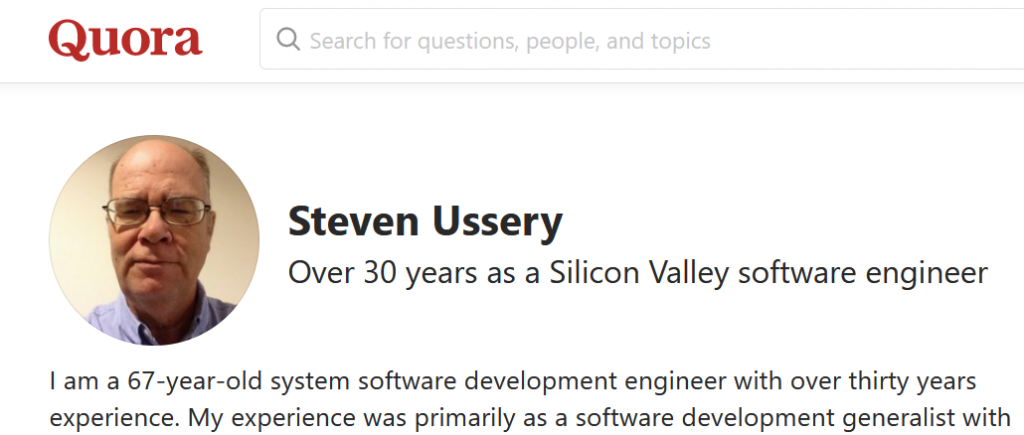 Quora
Search for questions, people, and topics
Steven Ussery
Over 30 years as a Silicon Valley software engineer
I am a 67-year-old system software development engineer with over thirty years
experience. My experience was primarily as a software development generalist with